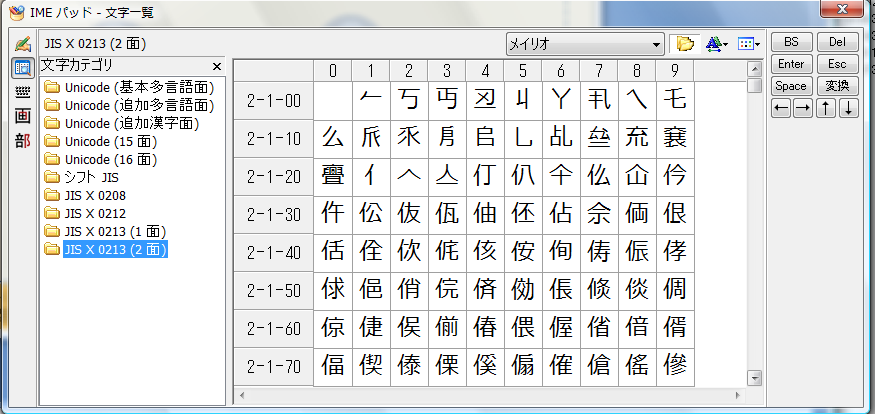 IME パッド - 文字一覧
JIS X 0213 (2 面)
メイリオ
文字カテゴリ
Unicode (基本多言語面)
Unicode (追加多言語面)
Unicode (追加漢字面)
Unicode (15 面)
Unicode (16 面)
シフト JIS
JIS X 0208
JIS X 0212
JIS X 0213 (1 面)
JIS X 0213 (2 面)
画
部
0 1 2 3 4 5 6 7 8 9
2-1-00 𠂉 丂 丏 丒 丩 丫 丮 乀 乇
2-1-10 么 𠂢 乑 㐆 𠂤 乚 乩 亝 㐬 㐮
2-1-20 亹 亻 𠆢 亼 仃 仈 仐 仫 仚 仱
2-1-30 仵 伀 伖 佤 伷 伾 佔 佘 𠈓 佷
2-1-40 佸 佺 佽 侂 侅 侒 侚 俦 侲 侾
2-1-50 俅 俋 俏 俒 㑪 俲 倀 倐 倓 倜
2-1-60 倞 倢 㑨 偂 偆 偎 偓 偗 偣 偦
2-1-70 偪 偰 傣 傈 傒 傓 傕 傖 傜 傪
BS Del
Enter Esc
Space 変換